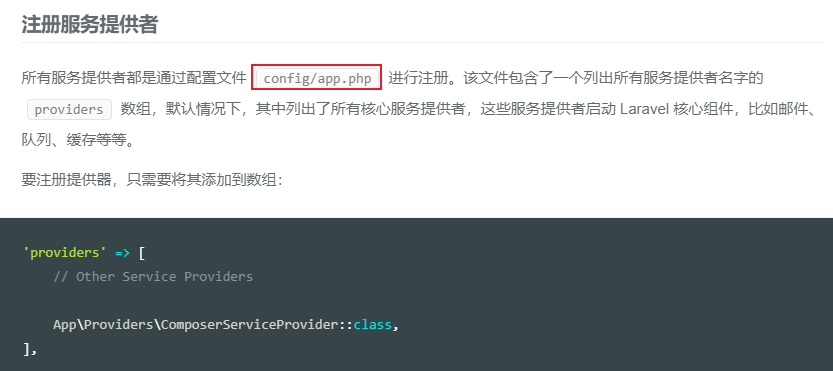 注册服务提供者
所有服务提供者都是通过配置文件 config/app.php 进行注册。该文件包含了一个列出所有服务提供者名字的
providers 数组，默认情况下，其中列出了所有核心服务提供者，这些服务提供者启动 Laravel 核心组件，比如邮件、
队列、缓存等等。
要注册提供器，只需要将其添加到数组：
'providers' => [
    // Other Service Providers
    App\Providers\ComposerServiceProvider::class,
],